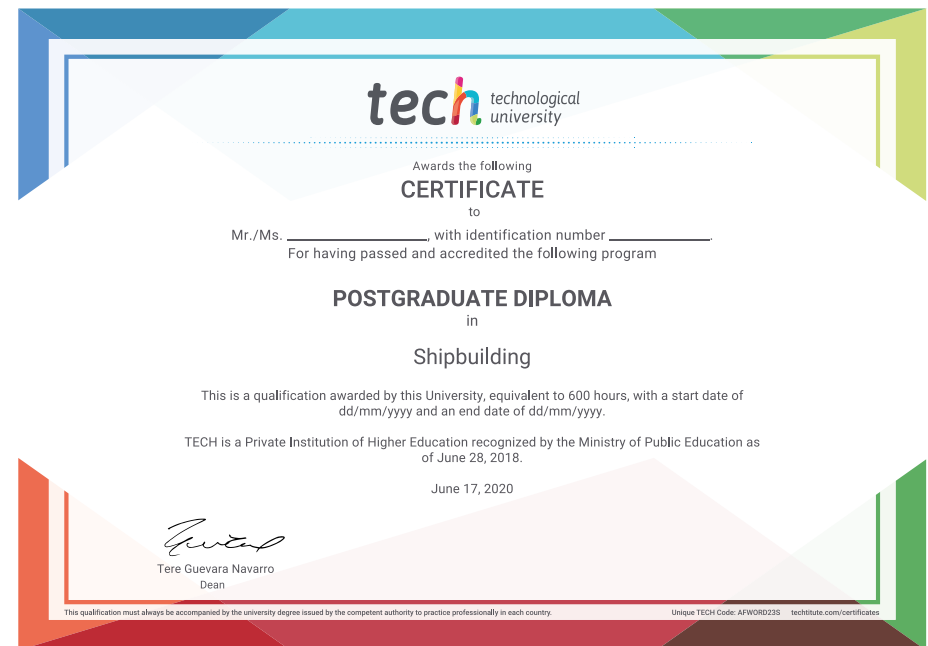 tech technological
university
Awards the following
CERTIFICATE
to
Mr./Ms. ____________, with identification number _________.
For having passed and accredited the following program
POSTGRADUATE DIPLOMA
in
Shipbuilding
This is a qualification awarded by this University, equivalent to 600 hours, with a start date of
dd/mm/yyyy and an end date of dd/mm/yyyy.
TECH is a Private Institution of Higher Education recognized by the Ministry of Public Education as
of June 28, 2018.
June 17, 2020
Tere Guevara Navarro
Dean
This qualification must always be accompanied by the university degree issued by the competent authority to practice professionally in each country.
Unique TECH Code: AFWORD23S techtitute.com/certificates